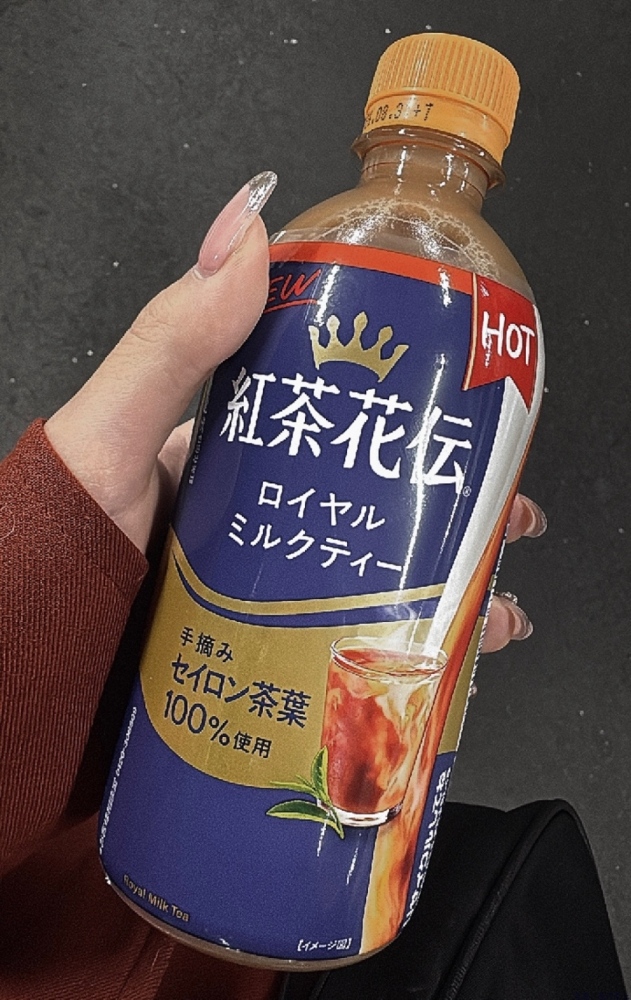 NEW
HOT
紅茶花伝
ロイヤル
ミルクティー
手摘み
セイロン茶葉
100%使用
Royal Milk Tea
【イメージ図】